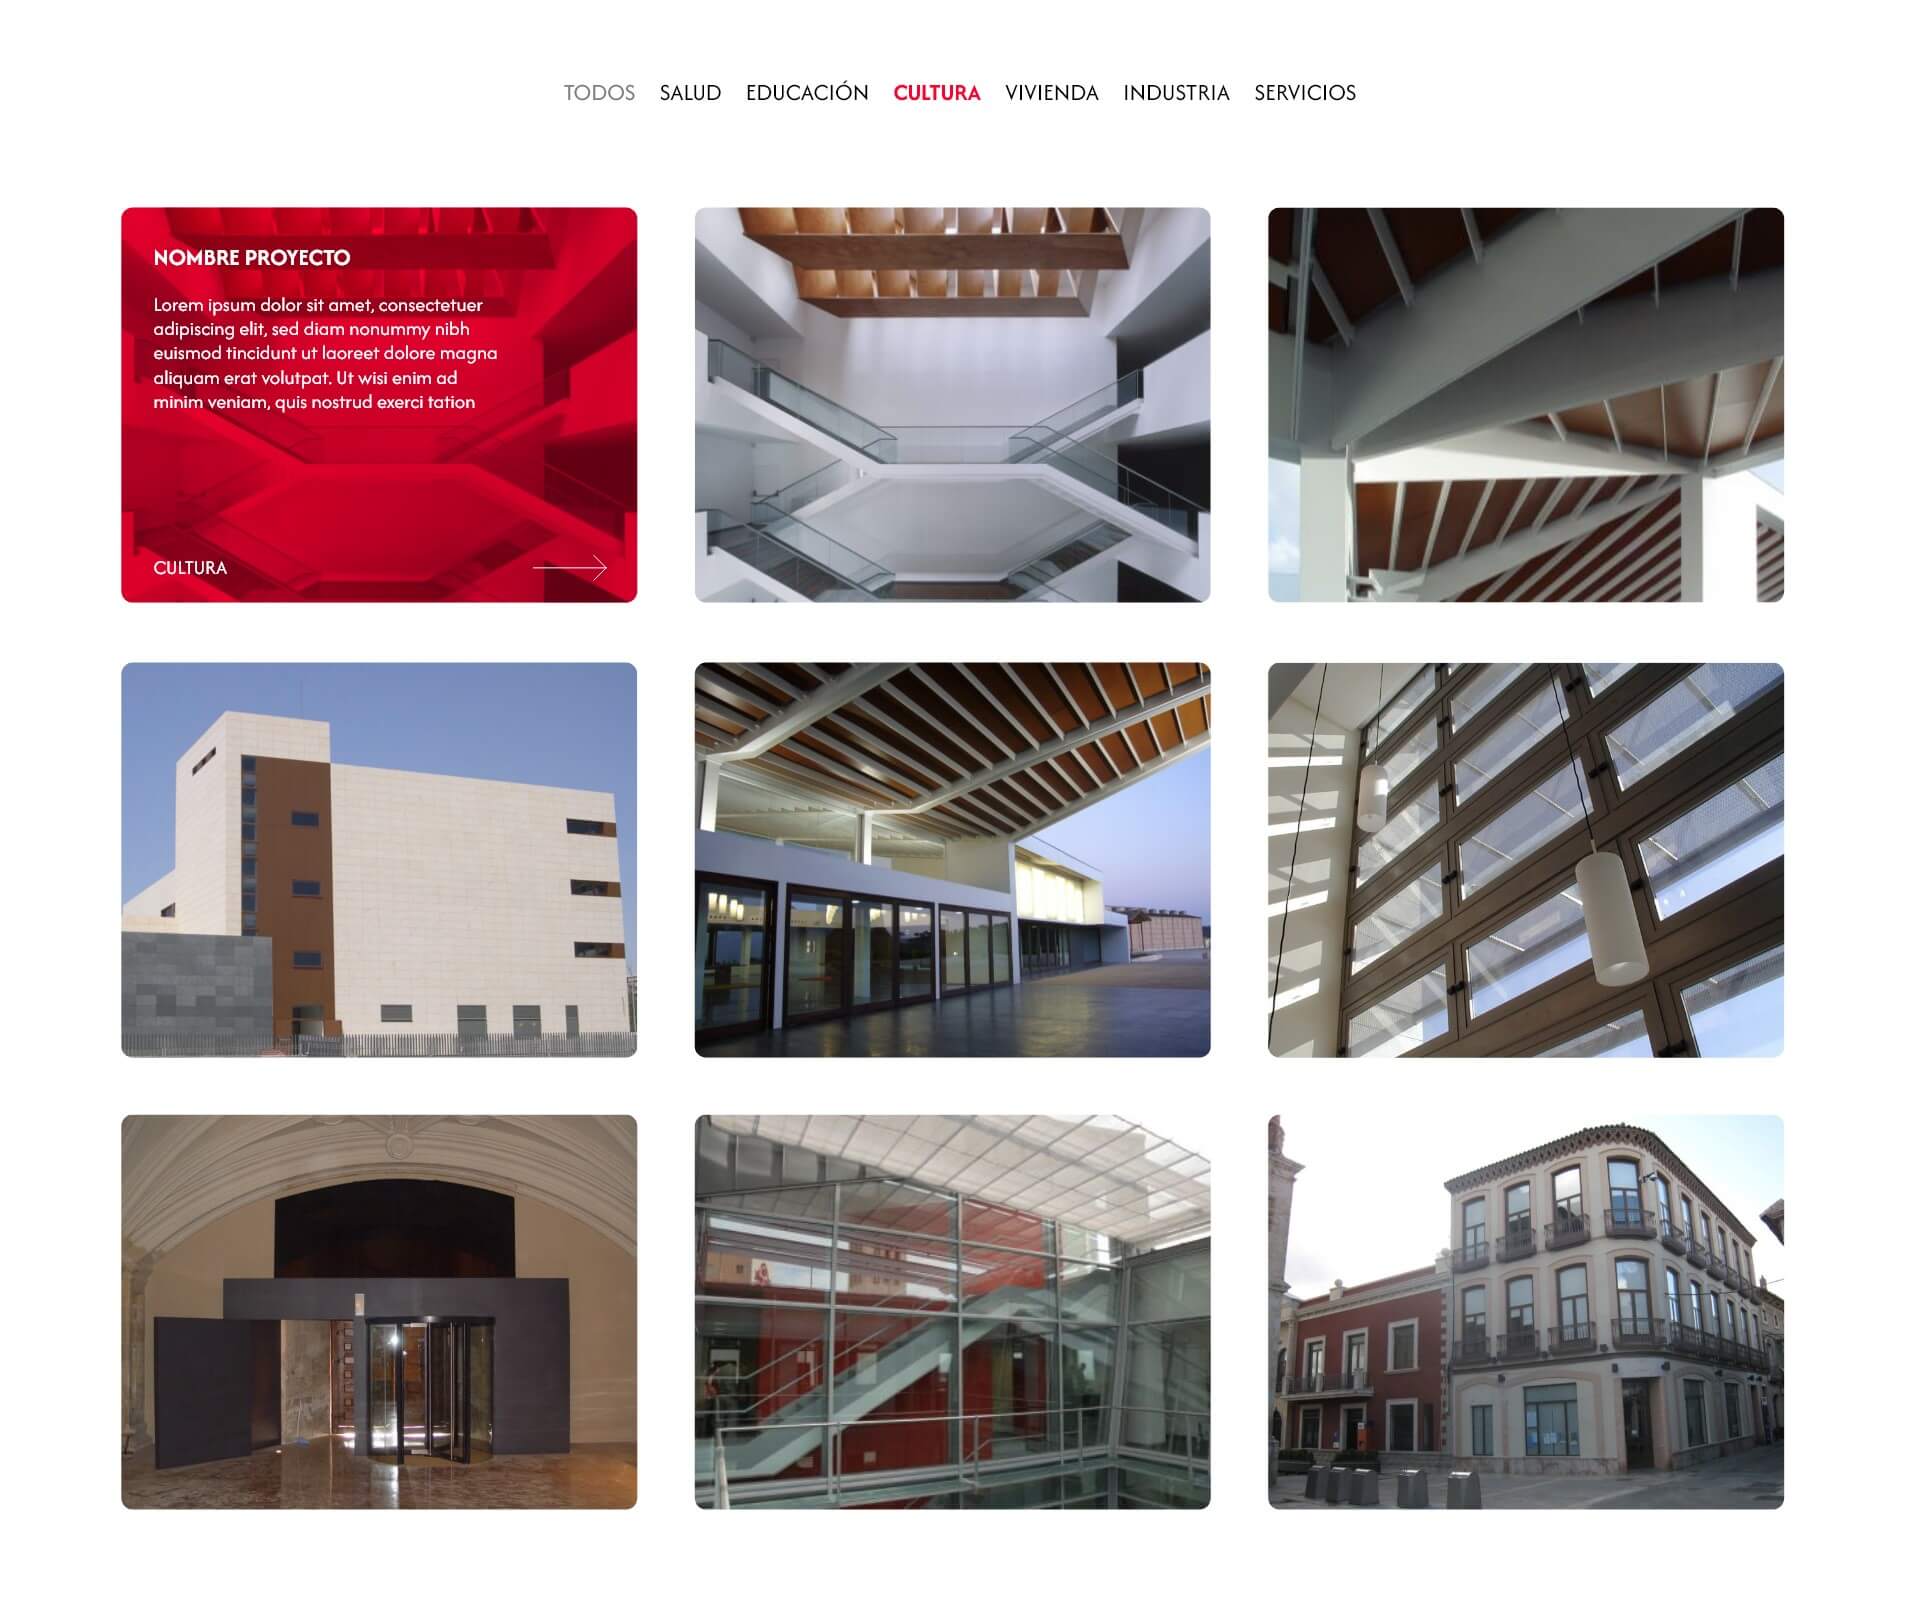 TODOS SALUD EDUCACIÓN CULTURA VIVIENDA INDUSTRIA SERVICIOS
NOMBRE PROYECTO
Lorem ipsum dolor sit amet, consectetuer
adipiscing elit, sed diam nonummy nibh
euismod tincidunt ut laoreet dolore magna
aliquam erat volutpat. Ut wisi enim ad
minim veniam, quis nostrud exerci tation
CULTURA